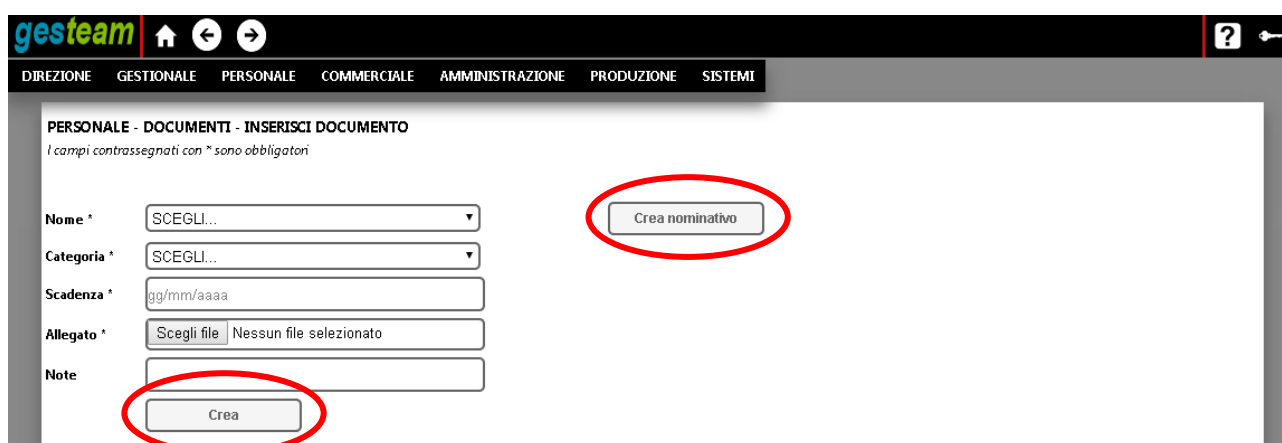 gesteam
?
DIREZIONE GESTIONALE PERSONALE COMMERCIALE AMMINISTRAZIONE PRODUZIONE SISTEMI
PERSONALE - DOCUMENTI - INSERISCI DOCUMENTO
I campi contrassegnati con * sono obbligatori
Nome * SCEGLI... Crea nominativo
Categoria * SCEGLI...
Scadenza * gg/mm/aaaa
Allegato * Scegli file Nessun file selezionato
Note
Crea